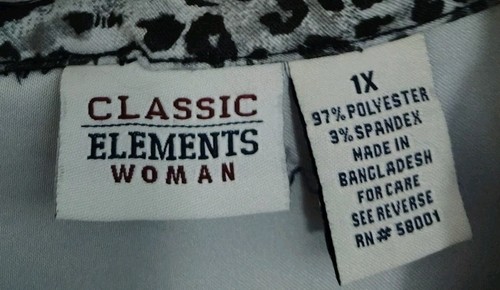 CLASSIC
ELEMENTS
WOMAN
1X
97% POLYESTER
3% SPANDEX
MADE IN
BANGLADESH
FOR CARE
SEE REVERSE
RN# 58001